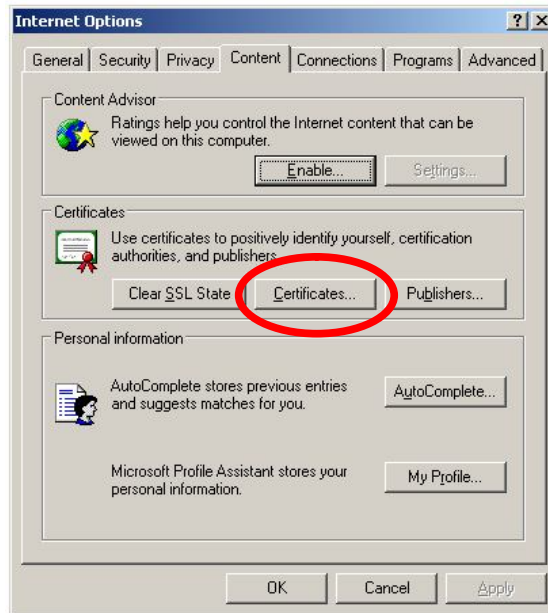 Internet Options
General Security Privacy Content Connections Programs Advanced
Content Advisor
Ratings help you control the Internet content that can be
viewed on this computer.
Enable... Settings...
Certificates
Use certificates to positively identify yourself, certification
authorities, and publishers.
Clear SSL State Certificates... Publishers...
Personal information
AutoComplete stores previous entries
and suggests matches for you.
AutoComplete...
Microsoft Profile Assistant stores your
personal information.
My Profile...
OK Cancel Apply